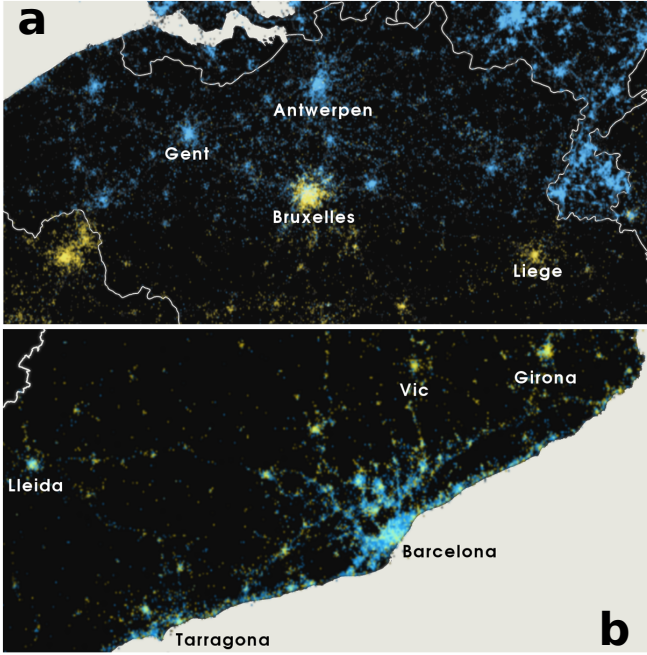 a
Antwerpen
Gent
Bruxelles
Liege
Vic
Girona
Lleida
Barcelona
Tarragona
b